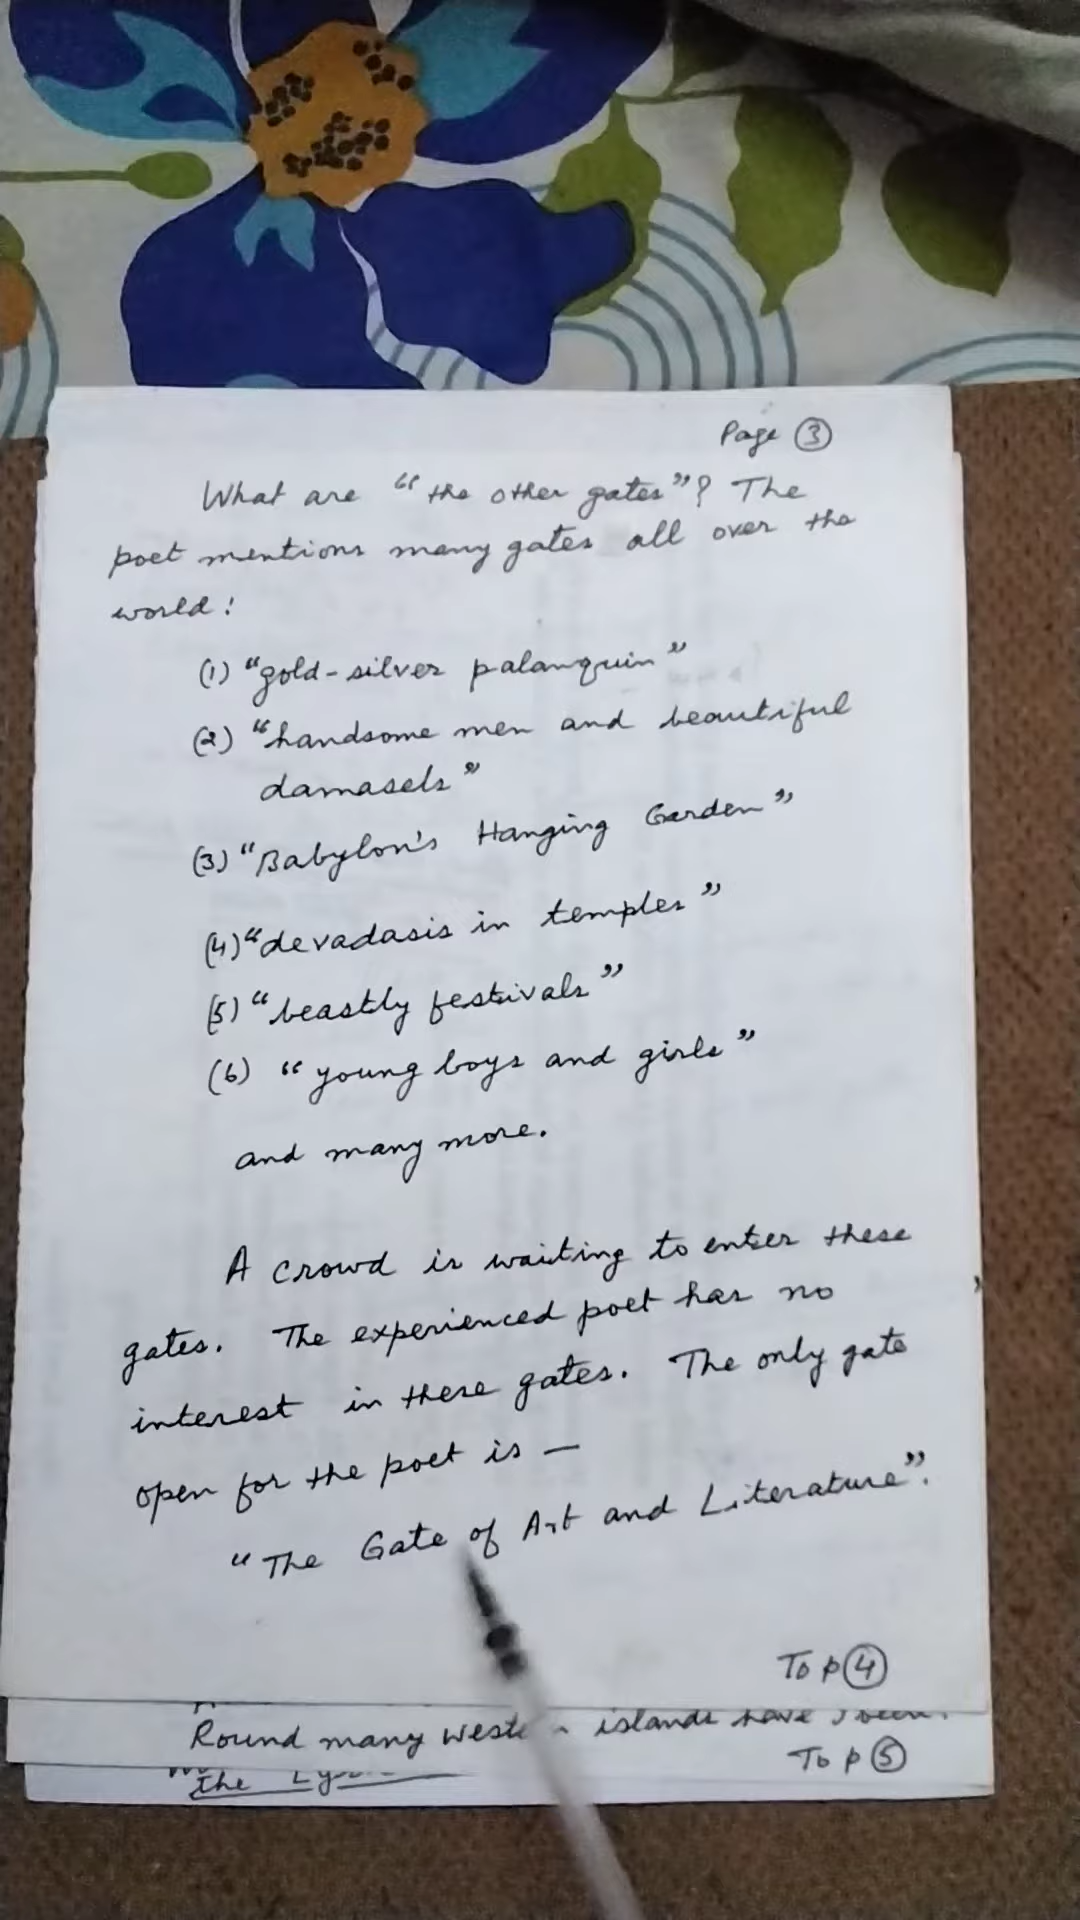 Page 3
What are "the other gates"? The
poet mentions many gates all over the
world:
(1) "gold-silver palanquin"
(2) "handsome men and beautiful
damasels"
(3) "Babylon's Hanging Garden"
(4) "devadasis in temples"
(5) "beastly festivals"
(6) "young boys and girls"
and many more.
A crowd is waiting to enter these
gates. The experienced poet has no
interest in these gates. The only gate
open for the poet is —
"The Gate of Art and Literature".
To p 4
Round many islands have I been.
To p 5
the